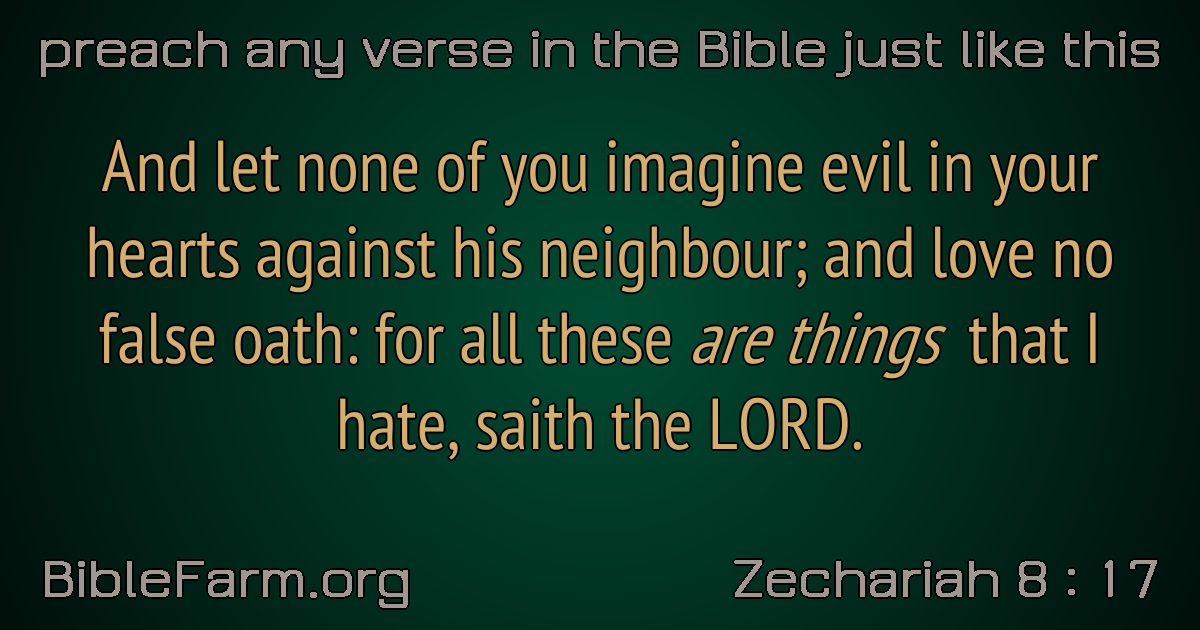 preach any verse in the Bible just like this
And let none of you imagine evil in your
hearts against his neighbour; and love no
false oath: for all these are things that I
hate, saith the LORD.
BibleFarm.org
Zechariah 8 : 17